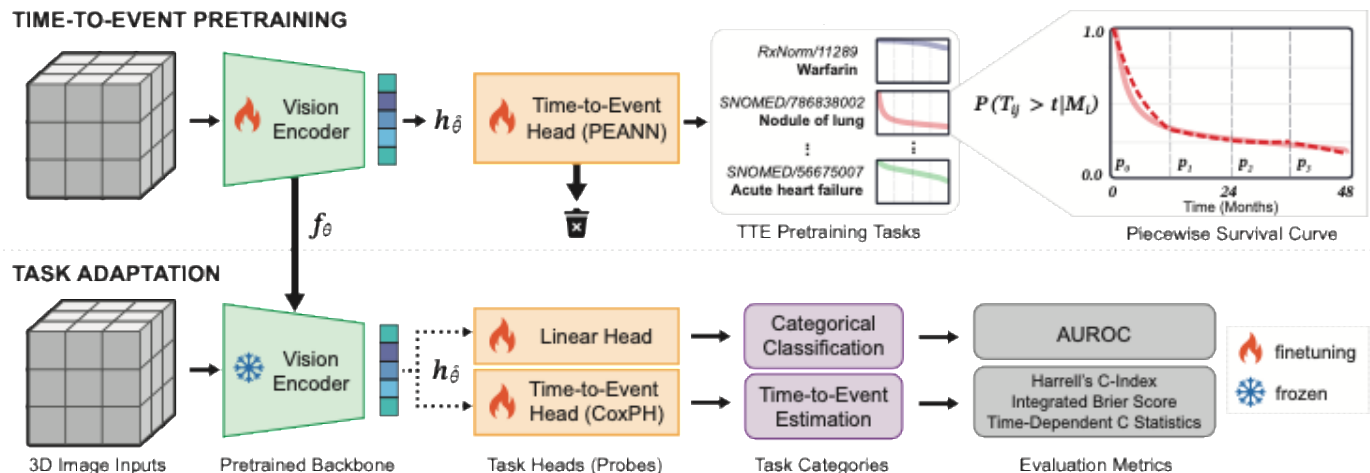 TIME-TO-EVENT PRETRAINING
Vision
Encoder
h_θ̂
Time-to-Event
Head (PEANN)
RxNorm/11289
Warfarin
SNOMED/786838002
Nodule of lung
⋮ ⋮
SNOMED/56675007
Acute heart failure
TTE Pretraining Tasks
P(T_ij > t|M_i)
1.0
0.0
p_0 p_1 p_2 p_3
0 24 48
Time (Months)
Piecewise Survival Curve
f_θ̂
TASK ADAPTATION
Vision
Encoder
h_θ̂
Linear Head
Time-to-Event
Head (CoxPH)
Categorical
Classification
Time-to-Event
Estimation
AUROC
Harrell's C-Index
Integrated Brier Score
Time-Dependent C Statistics
finetuning
frozen
3D Image Inputs
Pretrained Backbone
Task Heads (Probes)
Task Categories
Evaluation Metrics